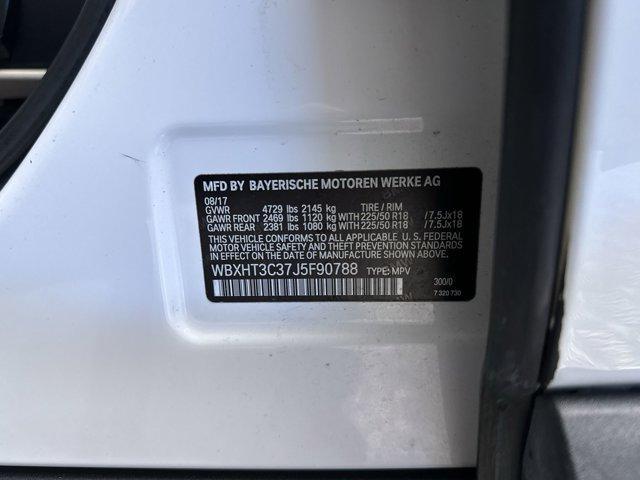 MFD BY BAYERISCHE MOTOREN WERKE AG
08/17
GVWR 4729 lbs 2145 kg TIRE / RIM
GAWR FRONT 2469 lbs 1120 kg WITH 225/50 R18 / 7.5Jx18
GAWR REAR 2381 lbs 1080 kg WITH 225/50 R18 / 7.5Jx18
THIS VEHICLE CONFORMS TO ALL APPLICABLE U. S. FEDERAL
MOTOR VEHICLE SAFETY AND THEFT PREVENTION STANDARDS
IN EFFECT ON THE DATE OF MANUFACTURE SHOWN ABOVE.
WBXHT3C37J5F90788 TYPE: MPV
300/0
7 320 730